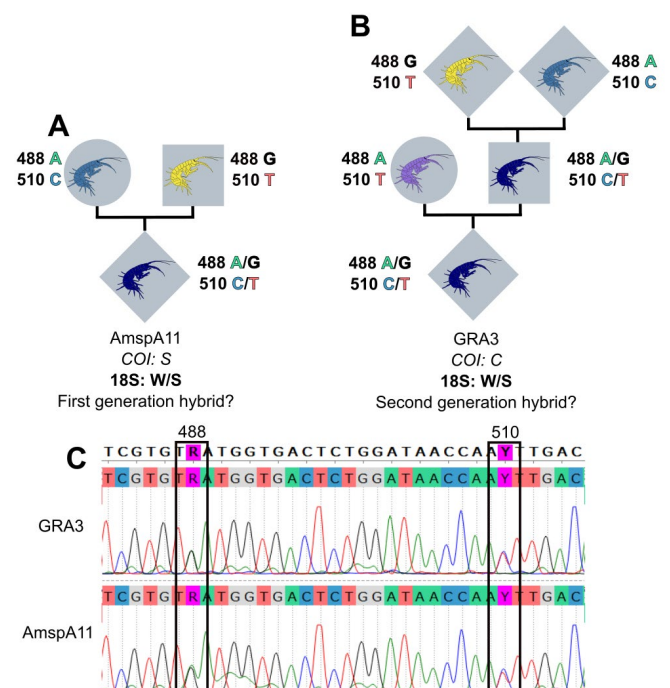 A
488 A
510 C
488 G
510 T
488 A/G
510 C/T
AmspA11
COI: S
18S: W/S
First generation hybrid?
B
488 G
510 T
488 A
510 C
488 A
510 T
488 A/G
510 C/T
488 A/G
510 C/T
GRA3
COI: C
18S: W/S
Second generation hybrid?
C
488
510
TCGTGTRATGGTGACTCTGGATAACCAAYTTGAC
TCGTGTRATGGTGACTCTGGATAACCAAYTTGAC
GRA3
TCGTGTRATGGTGACTCTGGATAACCAAYTTGAC
AmspA11